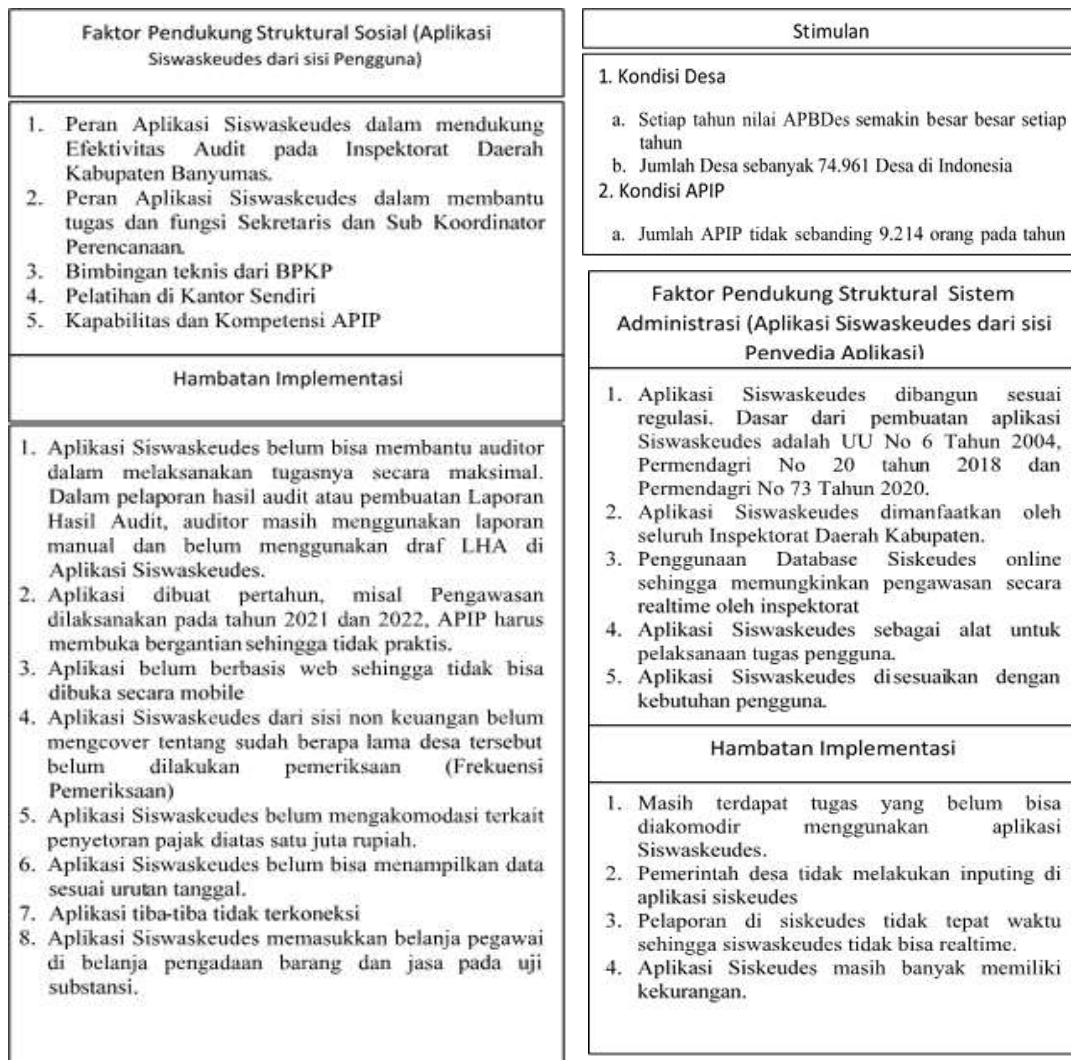 Faktor Pendukung Struktural Sosial (Aplikasi
Siswaskeudes dari sisi Pengguna)
1. Peran Aplikasi Siswaskeudes dalam mendukung
Efektivitas Audit pada Inspektorat Daerah
Kabupaten Banyumas.
2. Peran Aplikasi Siswaskeudes dalam membantu
tugas dan fungsi Sekretaris dan Sub Koordinator
Perencanaan.
3. Bimbingan teknis dari BPKP
4. Pelatihan di Kantor Sendiri
5. Kapabilitas dan Kompetensi APIP
Hambatan Implementasi
1. Aplikasi Siswaskeudes belum bisa membantu auditor
dalam melaksanakan tugasnya secara maksimal.
Dalam pelaporan hasil audit atau pembuatan Laporan
Hasil Audit, auditor masih menggunakan laporan
manual dan belum menggunakan draf LHA di
Aplikasi Siswaskeudes.
2. Aplikasi dibuat pertahun, misal Pengawasan
dilaksanakan pada tahun 2021 dan 2022, APIP harus
membuka bergantian sehingga tidak praktis.
3. Aplikasi belum berbasis web sehingga tidak bisa
dibuka secara mobile
4. Aplikasi Siswaskeudes dari sisi non keuangan belum
mengcover tentang sudah berapa lama desa tersebut
belum dilakukan pemeriksaan (Frekuensi
Pemeriksaan)
5. Aplikasi Siswaskeudes belum mengakomodasi terkait
penyetoran pajak diatas satu juta rupiah.
6. Aplikasi Siswaskeudes belum bisa menampilkan data
sesuai urutan tanggal.
7. Aplikasi tiba-tiba tidak terkoneksi
8. Aplikasi Siswaskeudes memasukkan belanja pegawai
di belanja pengadaan barang dan jasa pada uji
substansi.
Stimulan
1. Kondisi Desa
a. Setiap tahun nilai APBDes semakin besar besar setiap
tahun
b. Jumlah Desa sebanyak 74.961 Desa di Indonesia
2. Kondisi APIP
a. Jumlah APIP tidak sebanding 9.214 orang pada tahun
Faktor Pendukung Struktural Sistem
Administrasi (Aplikasi Siswaskeudes dari sisi
Penyedia Aplikasi)
1. Aplikasi Siswaskeudes dibangun sesuai
regulasi. Dasar dari pembuatan aplikasi
Siswaskeudes adalah UU No 6 Tahun 2004,
Permendagri No 20 tahun 2018 dan
Permendagri No 73 Tahun 2020.
2. Aplikasi Siswaskeudes dimanfaatkan oleh
seluruh Inspektorat Daerah Kabupaten.
3. Penggunaan Database Siskeudes online
sehingga memungkinkan pengawasan secara
realtime oleh inspektorat
4. Aplikasi Siswaskeudes sebagai alat untuk
pelaksanaan tugas pengguna.
5. Aplikasi Siswaskeudes disesuaikan dengan
kebutuhan pengguna.
Hambatan Implementasi
1. Masih terdapat tugas yang belum bisa
diakomodir menggunakan aplikasi
Siswaskeudes.
2. Pemerintah desa tidak melakukan inputing di
aplikasi siskeudes
3. Pelaporan di siskeudes tidak tepat waktu
sehingga siswaskeudes tidak bisa realtime.
4. Aplikasi Siskeudes masih banyak memiliki
kekurangan.